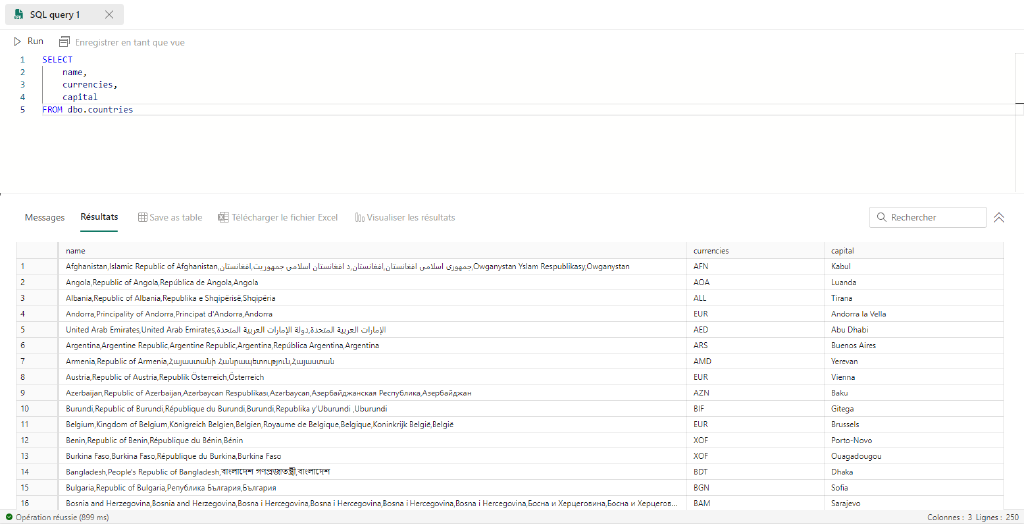 SQL query 1
Run Enregistrer en tant que vue
1 SELECT
2 name,
3 currencies,
4 capital
5 FROM dbo.countries
Messages Résultats Save as table Télécharger le fichier Excel Visualiser les résultats Rechercher
name currencies capital
1 Afghanistan,Islamic Republic of Afghanistan,جمهوری اسلامی افغانستان,افغانستان,د افغانستان اسلامي جمهوریت,افغانستان,Owganystan Yslam Respublikasy,Owganystan AFN Kabul
2 Angola,Republic of Angola,República de Angola,Angola AOA Luanda
3 Albania,Republic of Albania,Republika e Shqipërisë,Shqipëria ALL Tirana
4 Andorra,Principality of Andorra,Principat d'Andorra,Andorra EUR Andorra la Vella
5 United Arab Emirates,United Arab Emirates,الإمارات العربية المتحدة,دولة الإمارات العربية المتحدة AED Abu Dhabi
6 Argentina,Argentine Republic,Argentine Republic,Argentina,República Argentina,Argentina ARS Buenos Aires
7 Armenia,Republic of Armenia,Հայաստանի Հանրապետություն,Հայաստան AMD Yerevan
8 Austria,Republic of Austria,Republik Österreich,Österreich EUR Vienna
9 Azerbaijan,Republic of Azerbaijan,Azərbaycan Respublikası,Azərbaycan,Азербайджанская Республика,Азербайджан AZN Baku
10 Burundi,Republic of Burundi,République du Burundi,Burundi,Republika y'Uburundi ,Uburundi BIF Gitega
11 Belgium,Kingdom of Belgium,Königreich Belgien,Belgien,Royaume de Belgique,Belgique,Koninkrijk België,België EUR Brussels
12 Benin,Republic of Benin,République du Bénin,Bénin XOF Porto-Novo
13 Burkina Faso,Burkina Faso,République du Burkina,Burkina Faso XOF Ouagadougou
14 Bangladesh,People's Republic of Bangladesh,বাংলাদেশ গণপ্রজাতন্ত্রী,বাংলাদেশ BDT Dhaka
15 Bulgaria,Republic of Bulgaria,Република България,България BGN Sofia
16 Bosnia and Herzegovina,Bosnia and Herzegovina,Bosna i Hercegovina,Bosna i Hercegovina,Bosna i Hercegovina,Bosna i Hercegovina,Босна и Херцеговина,Босна и Херцегов... BAM Sarajevo
Opération réussie (899 ms) Colonnes : 3 Lignes : 250